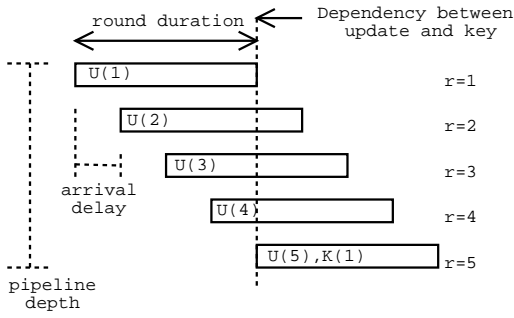 round duration
Dependency between
update and key
U(1)
r=1
U(2)
r=2
U(3)
r=3
arrival
delay
U(4)
r=4
U(5),K(1)
r=5
pipeline
depth